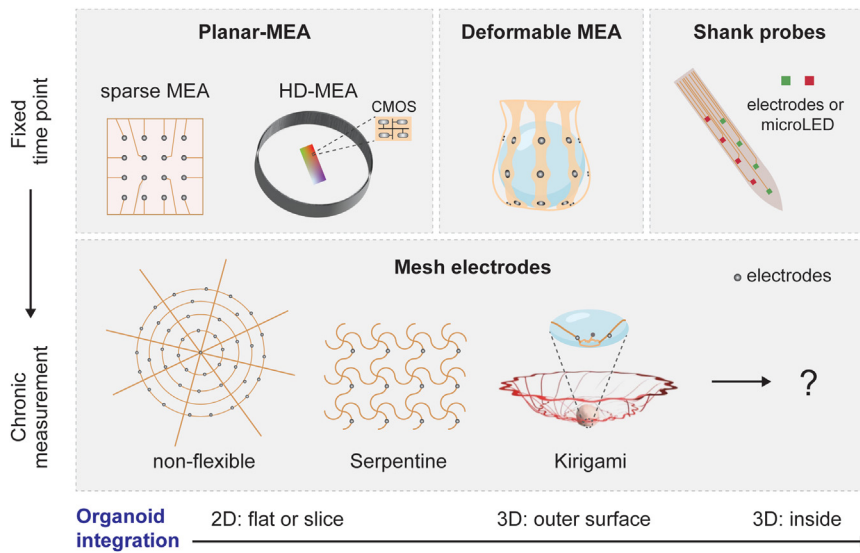 Planar-MEA
Deformable MEA
Shank probes
sparse MEA
HD-MEA
CMOS
electrodes or
microLED
Fixed
time point
Mesh electrodes
electrodes
?
non-flexible
Serpentine
Kirigami
Chronic
measurement
Organoid
integration
2D: flat or slice
3D: outer surface
3D: inside